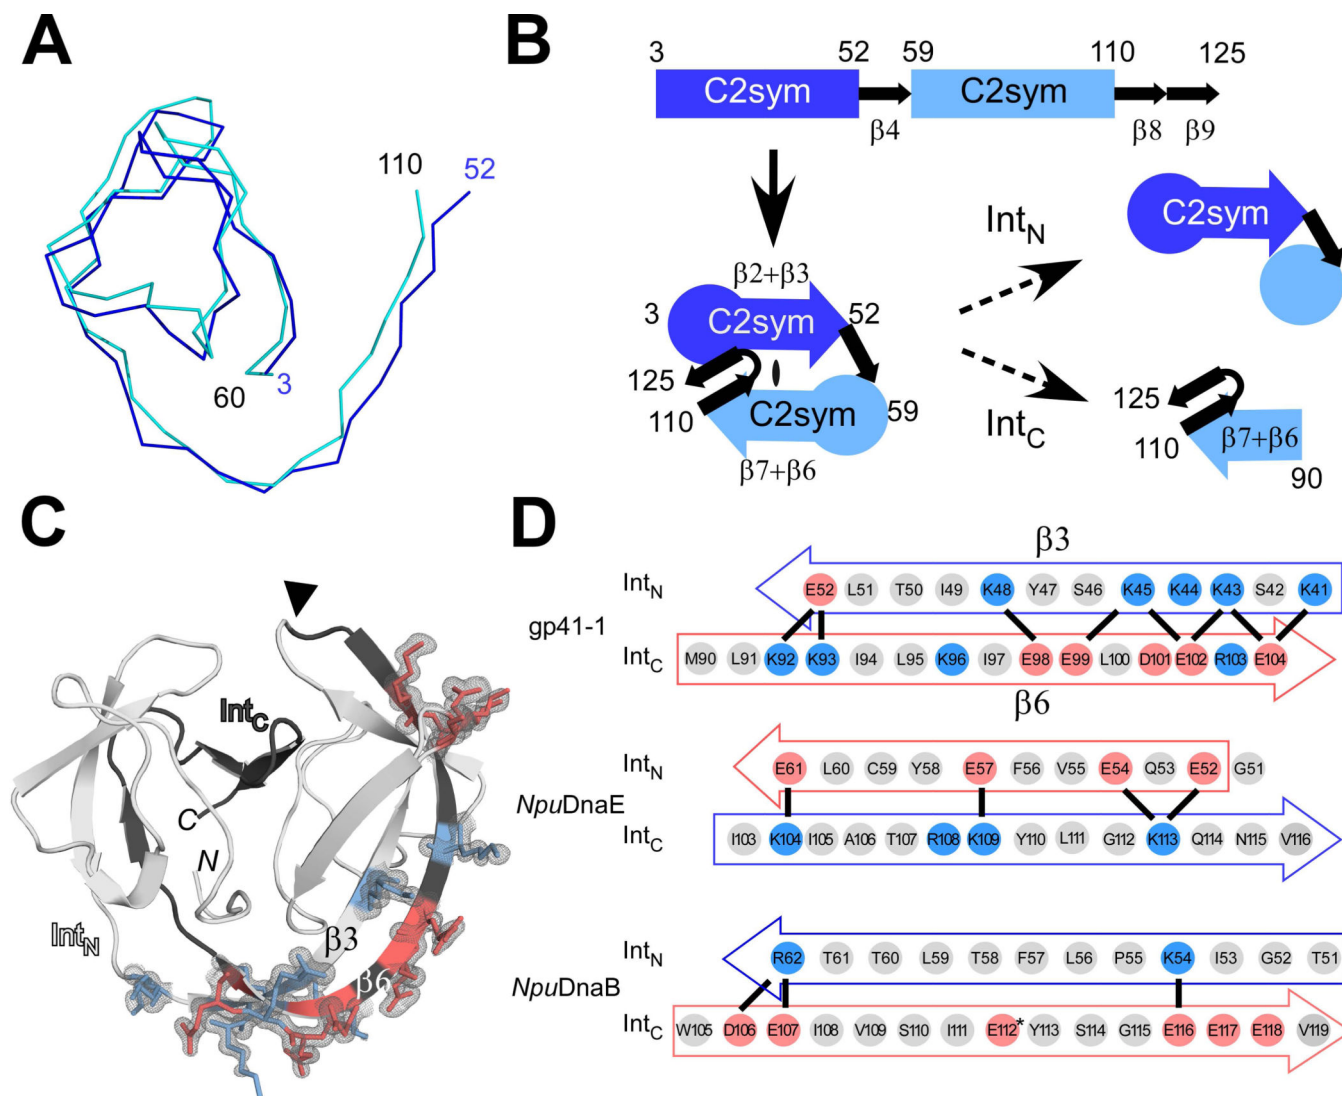 A
110
52
60
3
B
3
52
59
110
125
C2sym
C2sym
β4
β8
β9
IntN
C2sym
β2+β3
3
C2sym
52
125
110
C2sym
59
β7+β6
IntC
125
110
β7+β6
90
C
IntC
C
N
IntN
β3
β6
D
β3
gp41-1
IntN
E52 L51 T50 I49 K48 Y47 S46 K45 K44 K43 S42 K41
IntC
M90 L91 K92 K93 I94 L95 K96 I97 E98 E99 L100 D101 E102 R103 E104
β6
NpuDnaE
IntN
E61 L60 C59 Y58 E57 F56 V55 E54 Q53 E52 G51
IntC
I103 K104 I105 A106 T107 R108 K109 Y110 L111 G112 K113 Q114 N115 V116
NpuDnaB
IntN
R62 T61 T60 L59 T58 F57 L56 P55 K54 I53 G52 T51
IntC
W105 D106 E107 I108 V109 S110 I111 E112* Y113 S114 G115 E116 E117 E118 V119